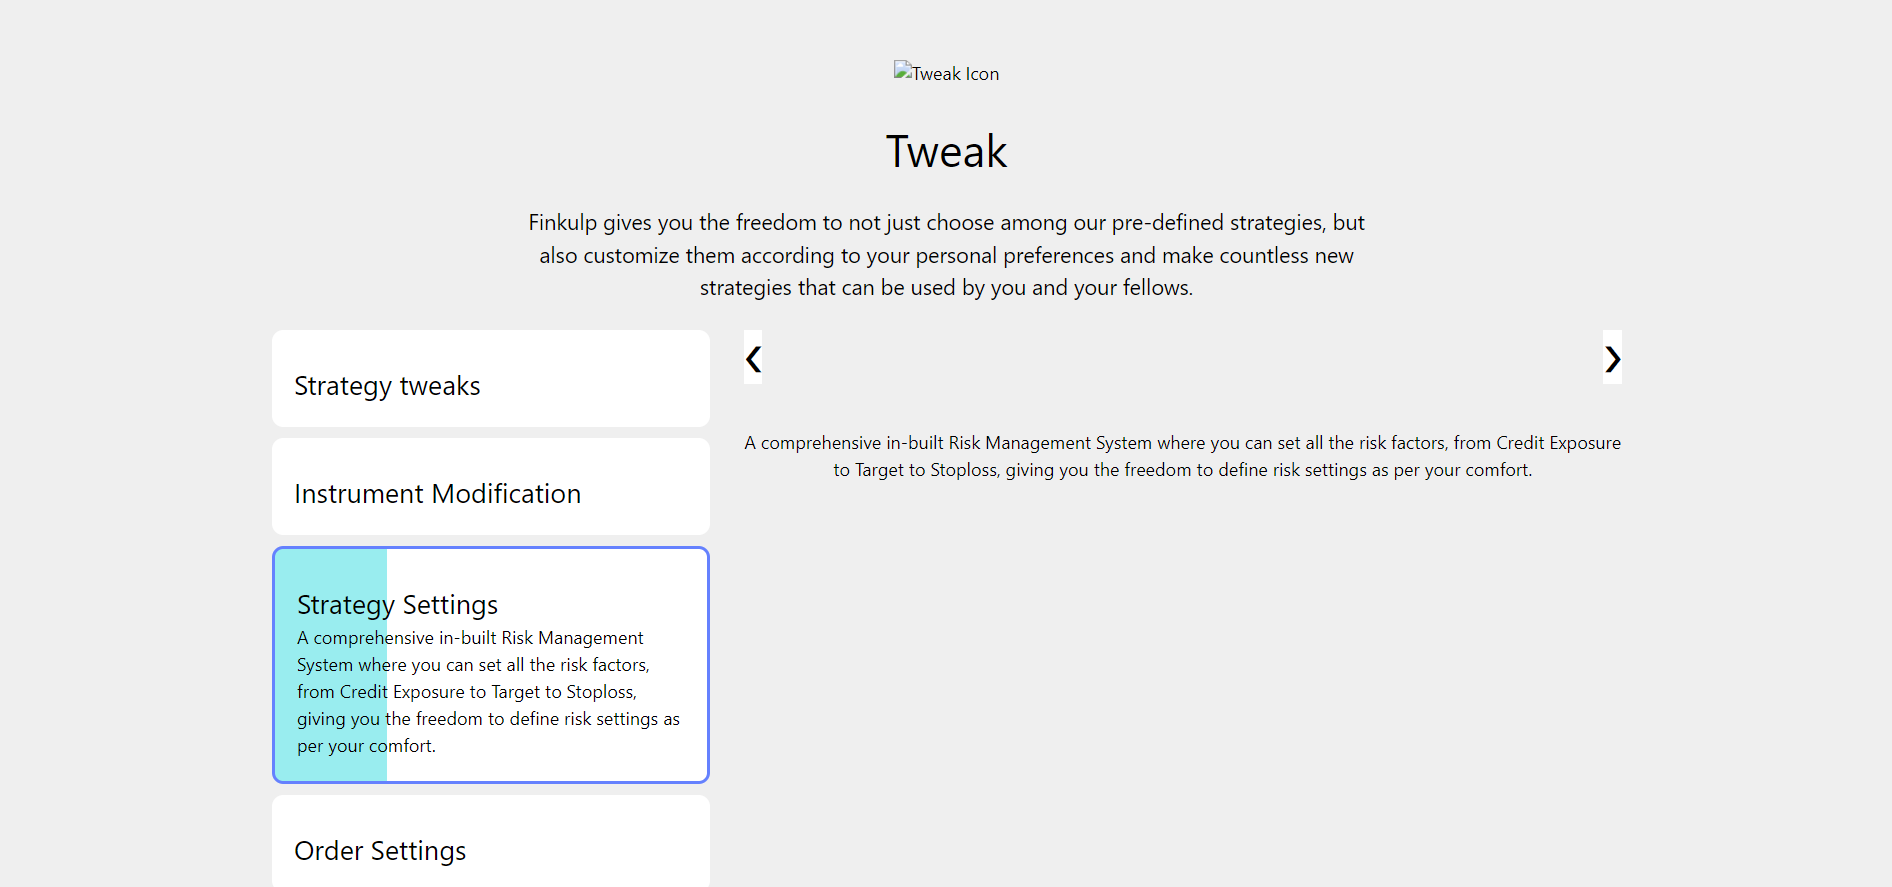 Tweak Icon
Tweak
Finkulp gives you the freedom to not just choose among our pre-defined strategies, but
also customize them according to your personal preferences and make countless new
strategies that can be used by you and your fellows.
Strategy tweaks
Instrument Modification
Strategy Settings
A comprehensive in-built Risk Management
System where you can set all the risk factors,
from Credit Exposure to Target to Stoploss,
giving you the freedom to define risk settings as
per your comfort.
Order Settings
❮ ❯
A comprehensive in-built Risk Management System where you can set all the risk factors, from Credit Exposure
to Target to Stoploss, giving you the freedom to define risk settings as per your comfort.